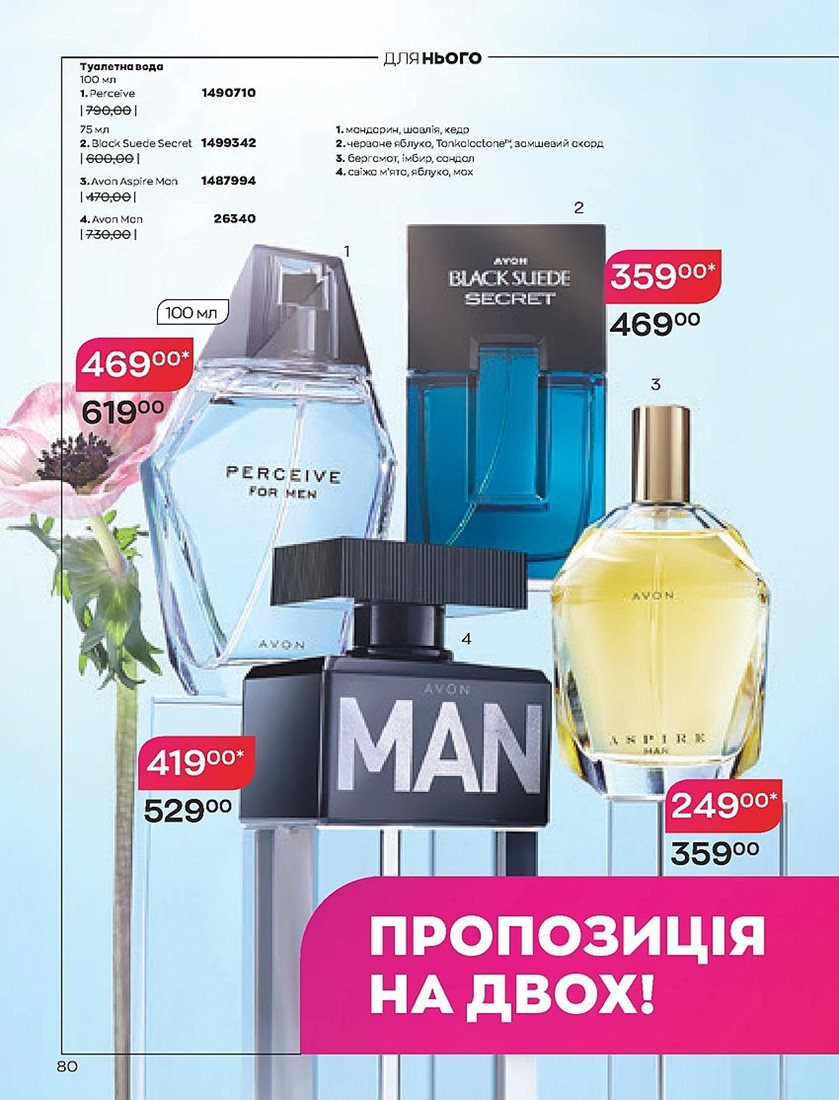 ДЛЯ НЬОГО
Туалетна вода
100 мл
1. Perceive 1490710
| 790,00 |
75 мл
2. Black Suede Secret 1499342
| 600,00 |
3. Avon Aspire Man 1487994
| 470,00 |
4. Avon Man 26340
| 730,00 |
1. мандарин, шавлія, кедр
2. червоне яблуко, Tonkalactone™, замшевий акорд
3. бергамот, імбир, сандал
4. свіжа м'ята, яблуко, мох
1
2
3
4
100 мл
469⁰⁰*
619⁰⁰
AVON
BLACK SUEDE
SECRET
359⁰⁰*
469⁰⁰
PERCEIVE
FOR MEN
AVON
AVON
ASPIRE
MAN
AVON
MAN
419⁰⁰*
529⁰⁰
249⁰⁰*
359⁰⁰
ПРОПОЗИЦІЯ
НА ДВОХ!
80